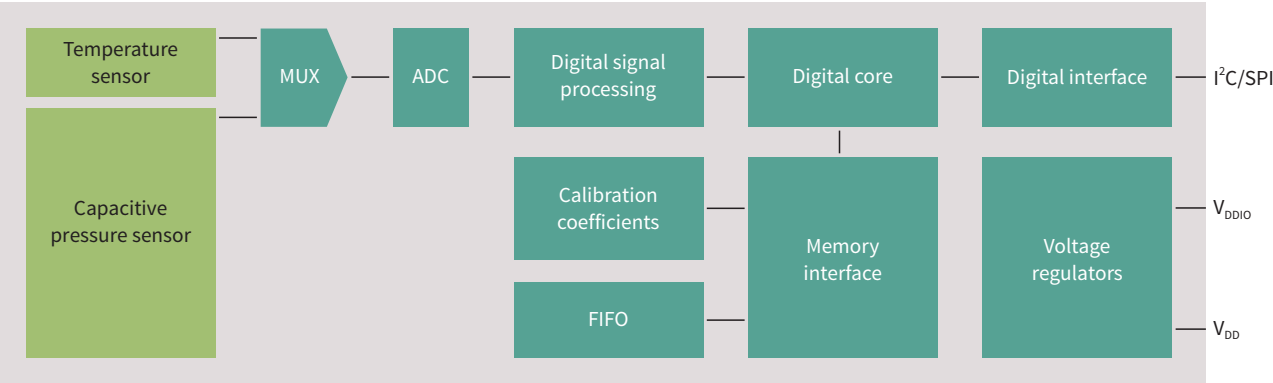 Temperature
sensor
MUX
ADC
Digital signal
processing
Digital core
Digital interface
I²C/SPI
Capacitive
pressure sensor
Calibration
coefficients
FIFO
Memory
interface
Voltage
regulators
VDDIO
VDD